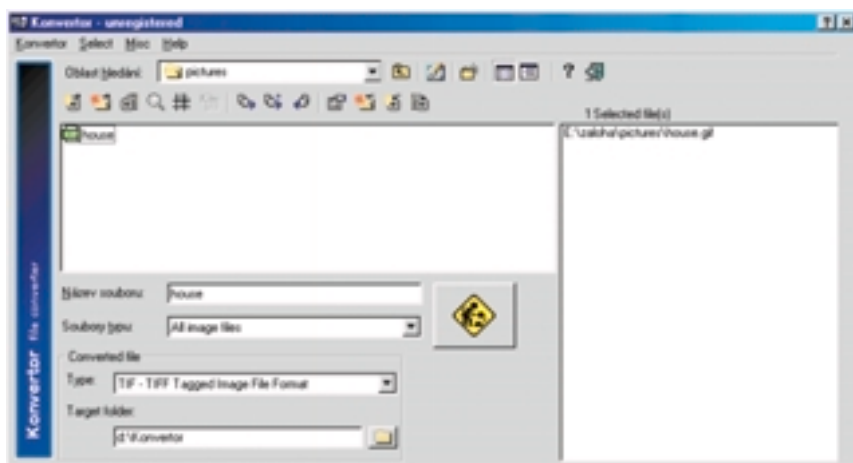 Konvertor - unregistered
Konvertor Select Misc Help
Oblast hledání: pictures
1 Selected file(s)
house
E:\zaloha\pictures\house.gif
Název souboru: house
Soubory typu: All image files
Converted file
Type: TIF - TIFF Tagged Image File Format
Target folder:
d:\Konvertor
Konvertor file converter